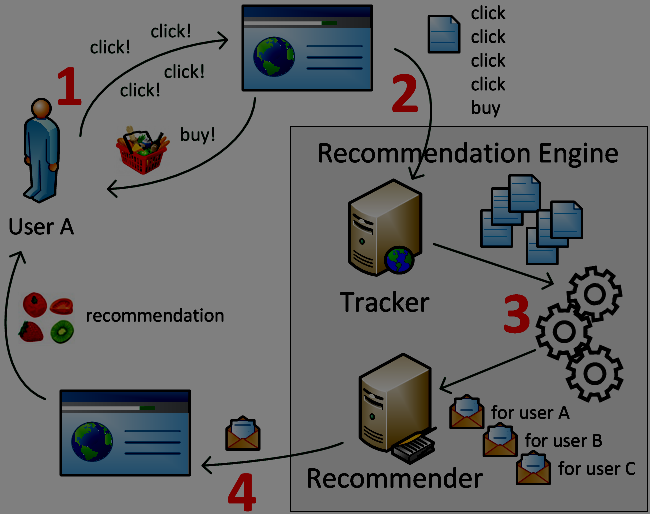 1
click!
click!
click!
click!
buy!
User A
2
click
click
click
click
buy
Recommendation Engine
Tracker
3
Recommender
for user A
for user B
for user C
4
recommendation